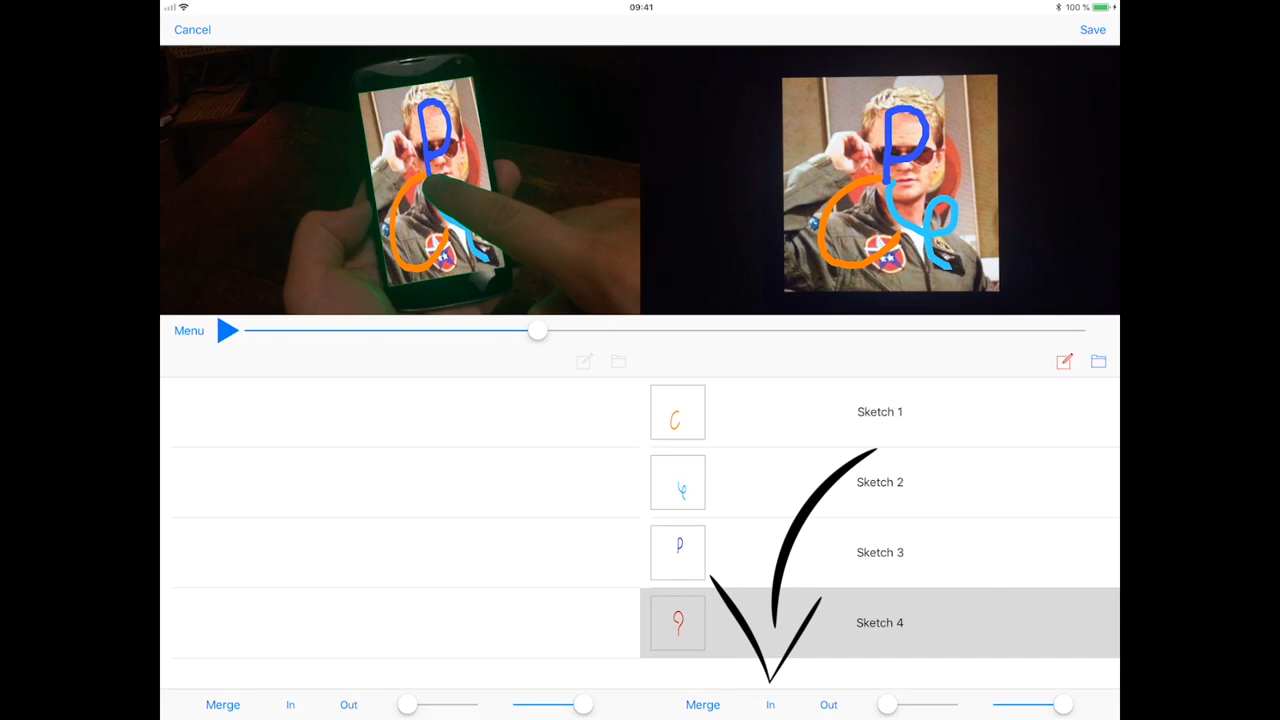 09:41
100 %
Cancel
Save
P
C
Menu
Sketch 1
Sketch 2
Sketch 3
Sketch 4
Merge In Out
Merge In Out